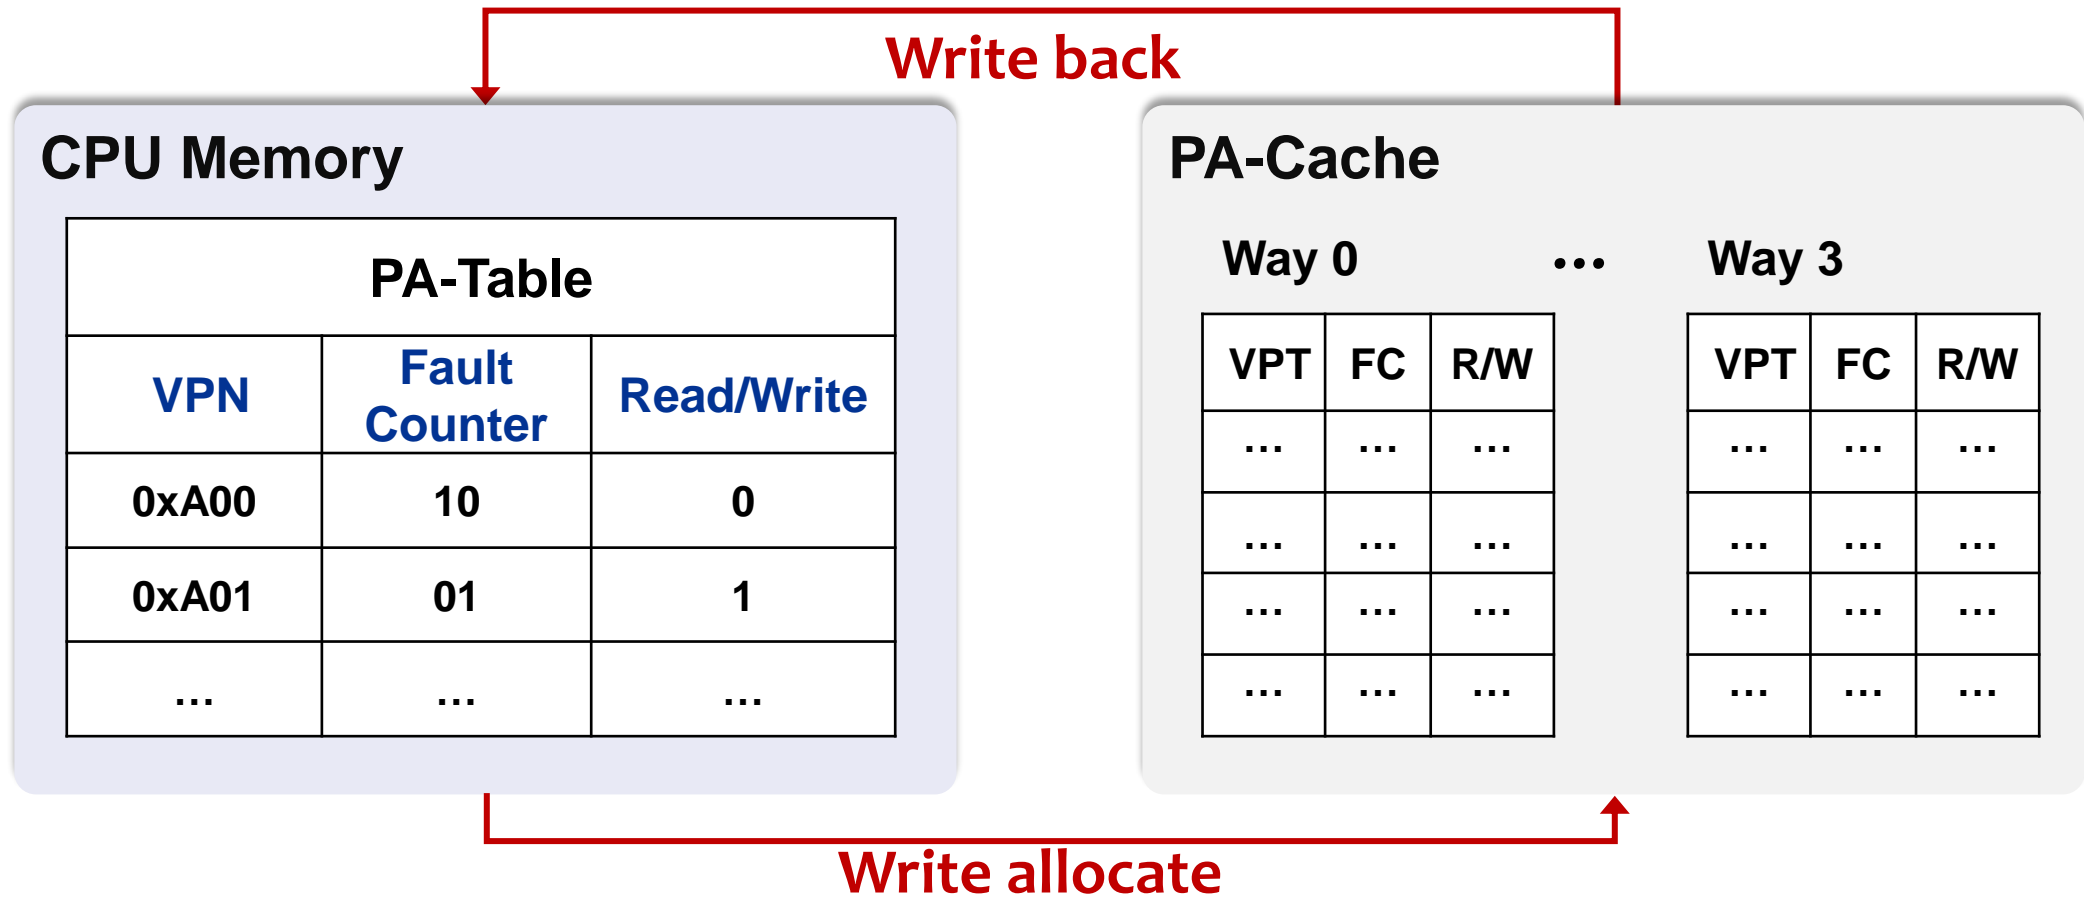 Write back
CPU Memory
PA-Table
VPN Fault Counter Read/Write
0xA00 10 0
0xA01 01 1
... ... ...
PA-Cache
Way 0 ... Way 3
VPT FC R/W VPT FC R/W
... ... ... ... ... ...
... ... ... ... ... ...
... ... ... ... ... ...
... ... ... ... ... ...
Write allocate